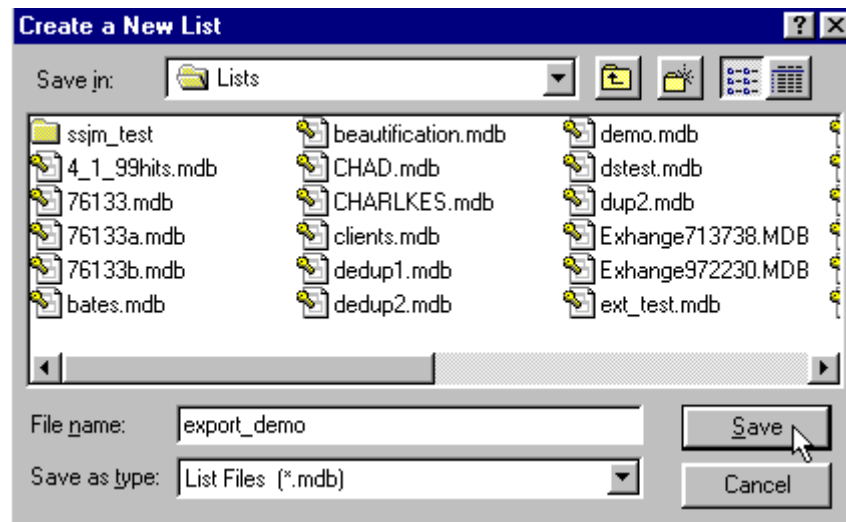 Create a New List
Save in: Lists
ssjm_test beautification.mdb demo.mdb
4_1_99hits.mdb CHAD.mdb dstest.mdb
76133.mdb CHARLKES.mdb dup2.mdb
76133a.mdb clients.mdb Exhange713738.MDB
76133b.mdb dedup1.mdb Exhange972230.MDB
bates.mdb dedup2.mdb ext_test.mdb
File name: export_demo Save
Save as type: List Files (*.mdb) Cancel